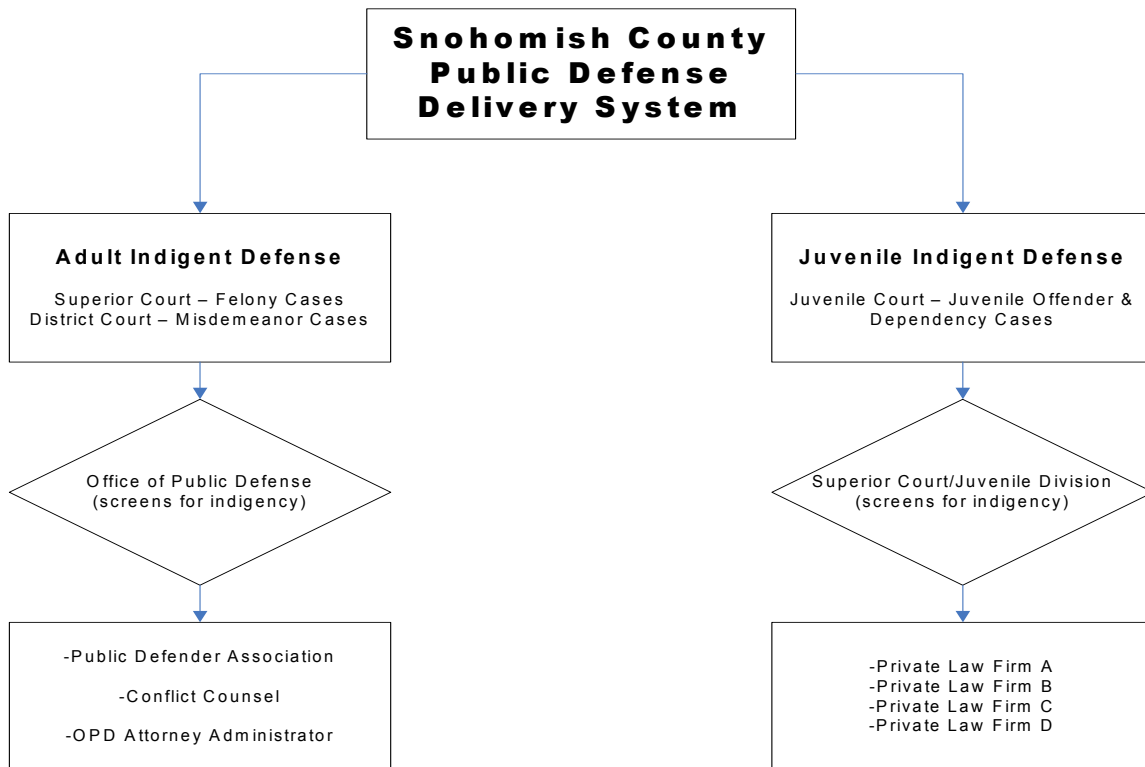 Snohomish County
Public Defense
Delivery System
Adult Indigent Defense
Superior Court – Felony Cases
District Court – Misdemeanor Cases
Juvenile Indigent Defense
Juvenile Court – Juvenile Offender &
Dependency Cases
Office of Public Defense
(screens for indigency)
Superior Court/Juvenile Division
(screens for indigency)
-Public Defender Association
-Conflict Counsel
-OPD Attorney Administrator
-Private Law Firm A
-Private Law Firm B
-Private Law Firm C
-Private Law Firm D